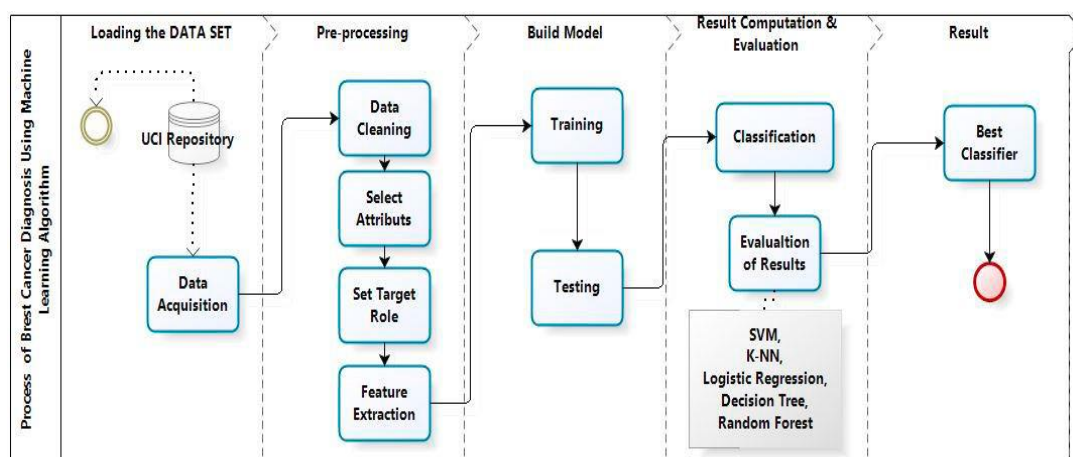 Process of Brest Cancer Diagnosis Using Machine
Learning Algorithm
Loading the DATA SET
UCI Repository
Data
Acquisition
Pre-processing
Data
Cleaning
Select
Attributs
Set Target
Role
Feature
Extraction
Build Model
Training
Testing
Result Computation &
Evaluation
Classification
Evaluation
of Results
SVM,
K-NN,
Logistic Regression,
Decision Tree,
Random Forest
Result
Best
Classifier